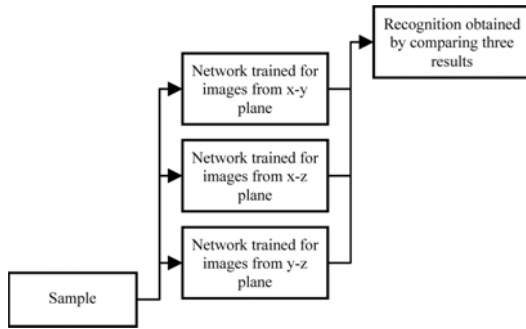 Recognition obtained
by comparing three
results
Network trained for
images from x-y
plane
Network trained for
images from x-z
plane
Network trained for
images from y-z
plane
Sample